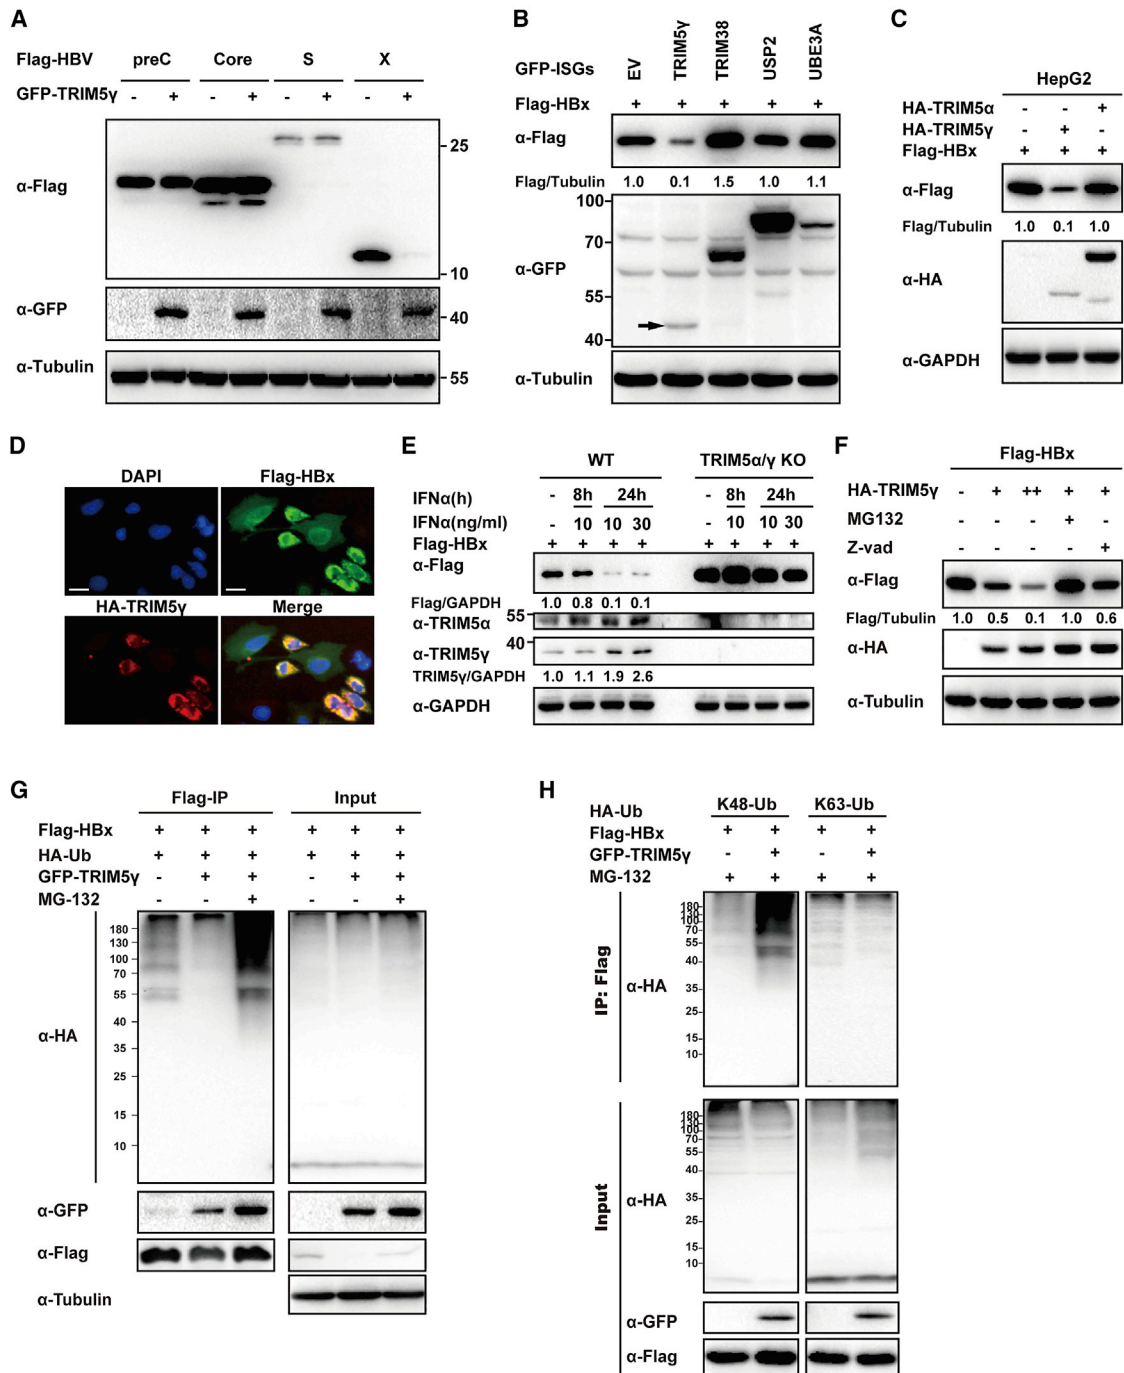 A
Flag-HBV preC Core S X
GFP-TRIM5γ - + - + - + - +
α-Flag
25
10
α-GFP
40
α-Tubulin
55
B
GFP-ISGs EV TRIM5γ TRIM38 USP2 UBE3A
Flag-HBx + + + + +
α-Flag
Flag/Tubulin 1.0 0.1 1.5 1.0 1.1
100
70
α-GFP
55
40
α-Tubulin
C
HepG2
HA-TRIM5α - - +
HA-TRIM5γ - + -
Flag-HBx + + +
α-Flag
Flag/Tubulin 1.0 0.1 1.0
α-HA
α-GAPDH
D
DAPI Flag-HBx
HA-TRIM5γ Merge
E
WT TRIM5α/γ KO
IFNα(h) - 8h 24h - 8h 24h
IFNα(ng/ml) 10 10 30 10 10 30
Flag-HBx + + + + + + + +
α-Flag
Flag/GAPDH 1.0 0.8 0.1 0.1
α-TRIM5α 55
40
α-TRIM5γ
TRIM5γ/GAPDH 1.0 1.1 1.9 2.6
α-GAPDH
F
Flag-HBx
HA-TRIM5γ - + ++ + +
MG132 - - - + -
Z-vad - - - - +
α-Flag
Flag/Tubulin 1.0 0.5 0.1 1.0 0.6
α-HA
α-Tubulin
G
Flag-IP Input
Flag-HBx + + + + + +
HA-Ub + + + + + +
GFP-TRIM5γ - + + - + +
MG-132 - - + - - +
180
130
100
70
55
40
α-HA
35
25
15
10
α-GFP
α-Flag
α-Tubulin
H
HA-Ub K48-Ub K63-Ub
Flag-HBx + + + +
GFP-TRIM5γ - + - +
MG-132 + + + +
IP: Flag
α-HA
180
130
100
70
55
40
35
25
15
10
Input
α-HA
180
130
100
70
55
40
35
25
15
10
α-GFP
α-Flag